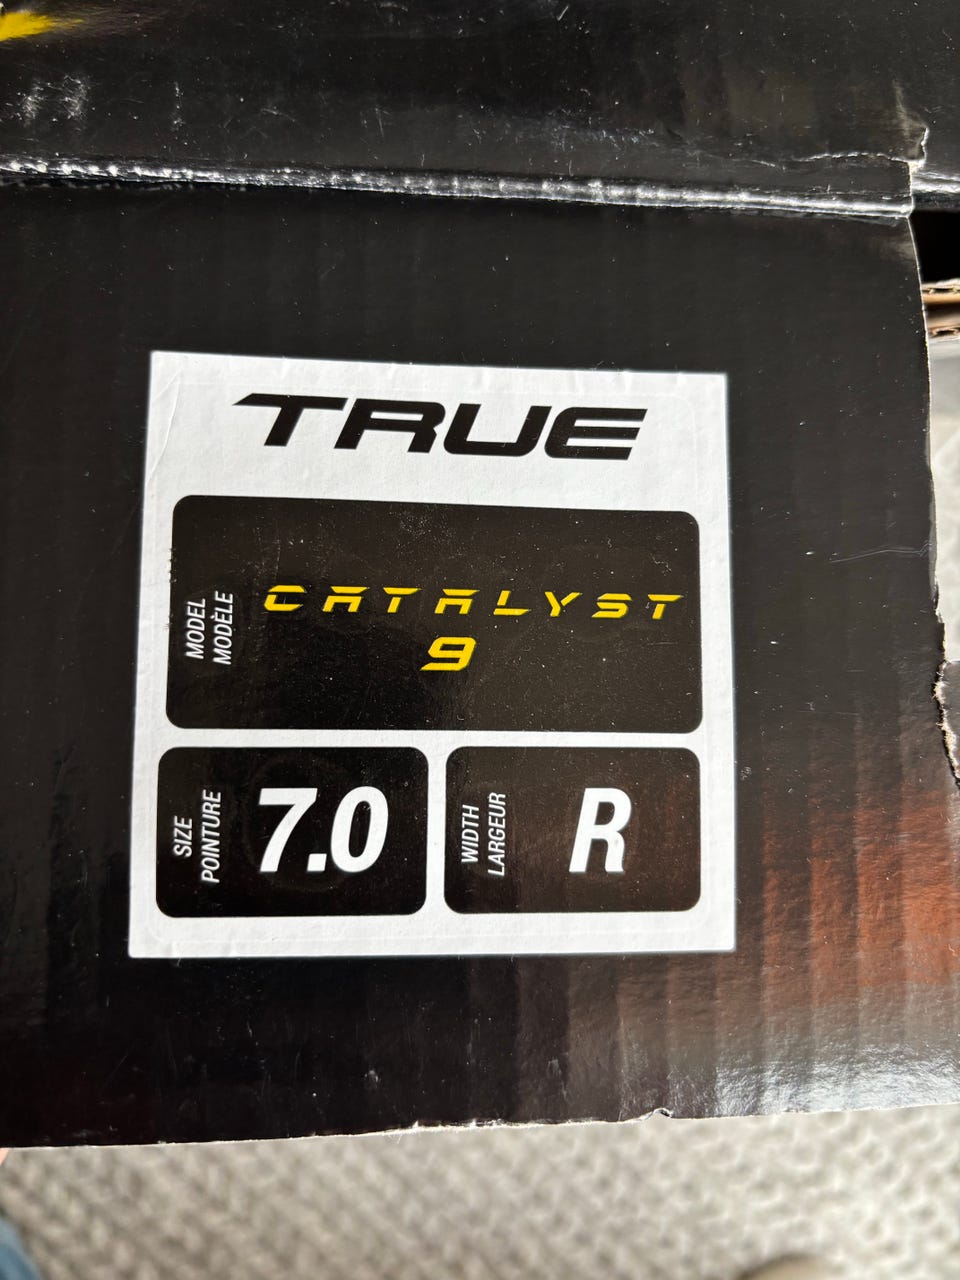 TRUE
MODEL
MODÈLE
CATALYST
9
SIZE
POINTURE
7.0
WIDTH
LARGEUR
R